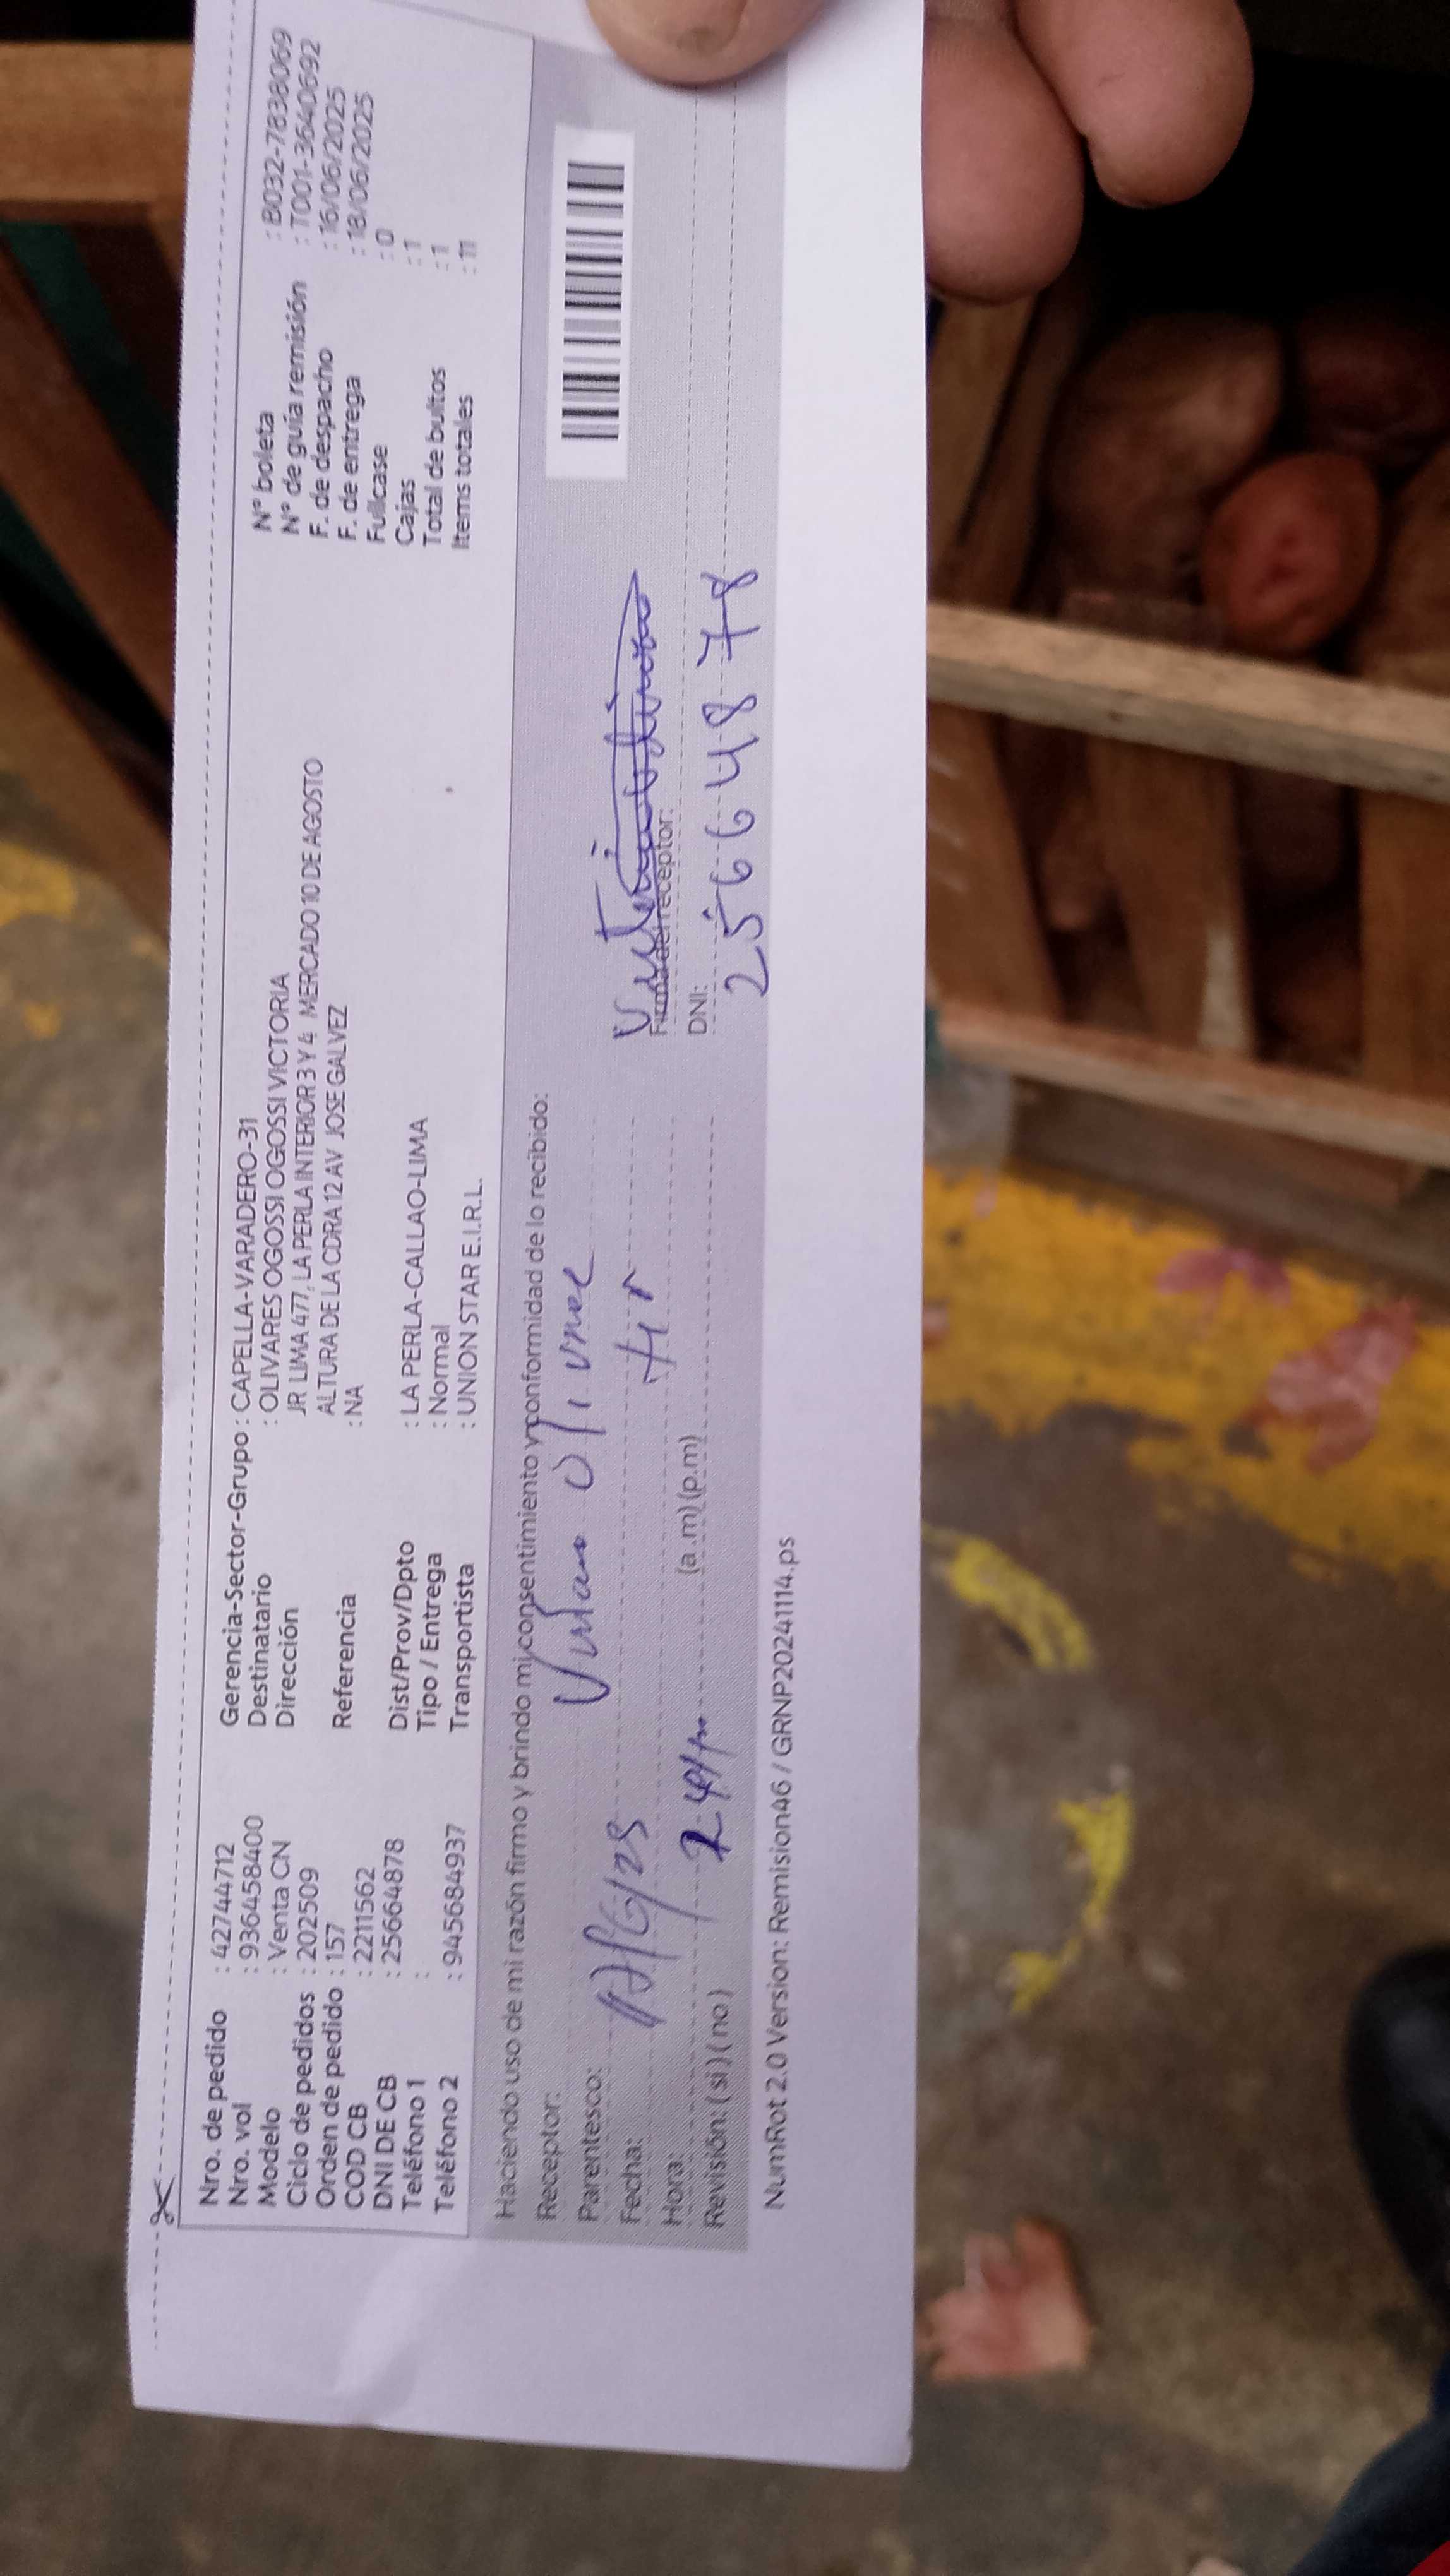 Nro. de pedido : 42744712
Nro. vol : 936458400
Modelo : Venta CN
Ciclo de pedidos : 202509
Orden de pedido : 157
COD CB : 2211562
DNI DE CB : 25664878
Teléfono 1 :
Teléfono 2 : 945684937
Gerencia-Sector-Grupo : CAPELLA-VARADERO-31
Destinatario : OLIVARES OGOSSI OGOSSI VICTORIA
Dirección JR LIMA 477, LA PERLA INTERIOR 3 Y 4 MERCADO 10 DE AGOSTO
ALTURA DE LA CDRA 12 AV JOSE GALVEZ
Referencia : NA
Dist/Prov/Dpto : LA PERLA-CALLAO-LIMA
Tipo / Entrega : Normal
Transportista : UNION STAR E.I.R.L.
N° boleta : B032-7838069
N° de guía remisión : T001-3640692
F. de despacho : 16/06/2025
F. de entrega : 18/06/2025
Fullcase : 0
Cajas : 1
Total de bultos : 1
Items totales : 11
Haciendo uso de mi razón firmo y brindo mi consentimiento y conformidad de lo recibido:
Receptor:
Parentesco:
Fecha:
Hora: (a.m) (p.m)
Revisión: ( si ) ( no )
Firma del receptor:
DNI:
25664878
NumRot 2.0 Version: Remision46 / GRNP20241114.ps